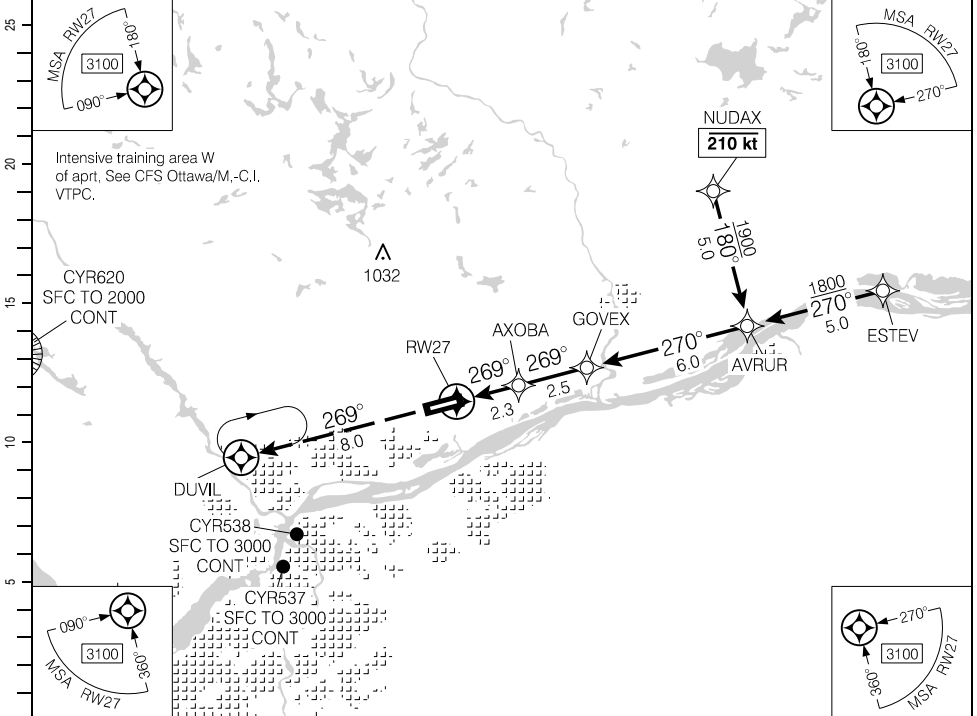 25
20
15
10
5
MSA RW27
180°
3100
090°
MSA RW27
180°
3100
270°
Intensive training area W
of aprt, See CFS Ottawa/M,-C.I.
VTPC.
NUDAX
210 kt
1900
180°
5.0
1032
CYR620
SFC TO 2000
CONT
1800
270°
5.0
ESTEV
AVRUR
270°
6.0
GOVEX
AXOBA
269°
2.5
RW27
269°
2.3
269°
8.0
DUVIL
CYR538
SFC TO 3000
CONT
CYR537
SFC TO 3000
CONT
090°
3100
360°
MSA RW27
270°
3100
360°
MSA RW27